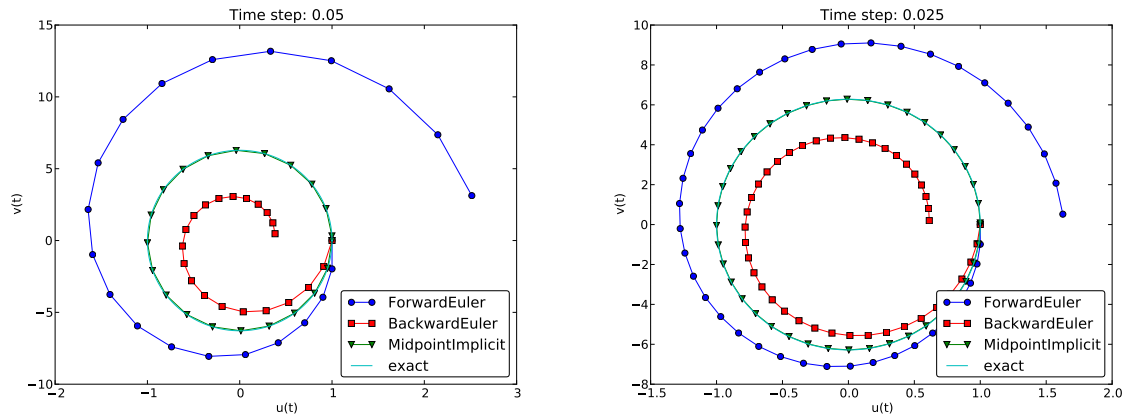 Time step: 0.05
15
10
5
0
−5
−10
v(t)
−2
−1
0
1
2
3
u(t)
ForwardEuler
BackwardEuler
MidpointImplicit
exact
Time step: 0.025
10
8
6
4
2
0
−2
−4
−6
−8
v(t)
−1.5
−1.0
−0.5
0.0
0.5
1.0
1.5
2.0
u(t)
ForwardEuler
BackwardEuler
MidpointImplicit
exact